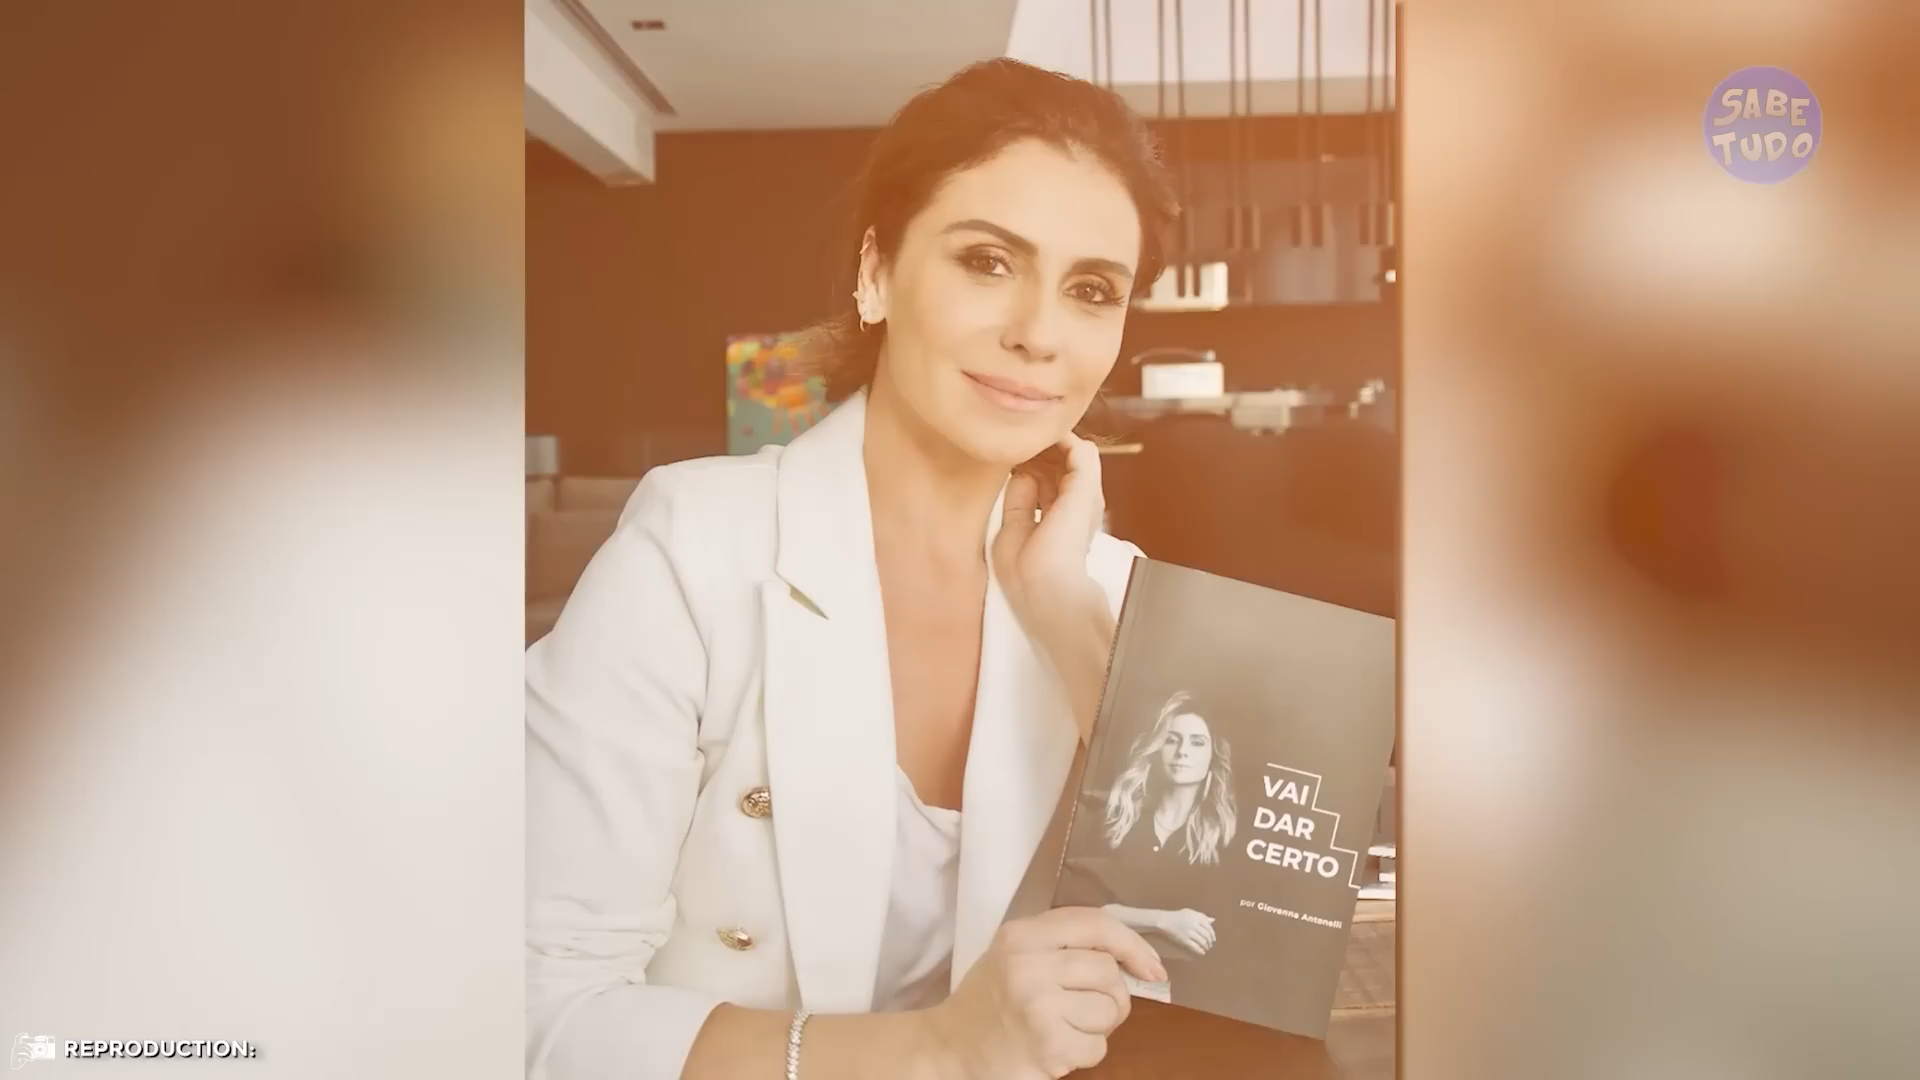 SABE
TUDO
VAI
DAR
CERTO
por Giovanna Antonelli
REPRODUCTION: